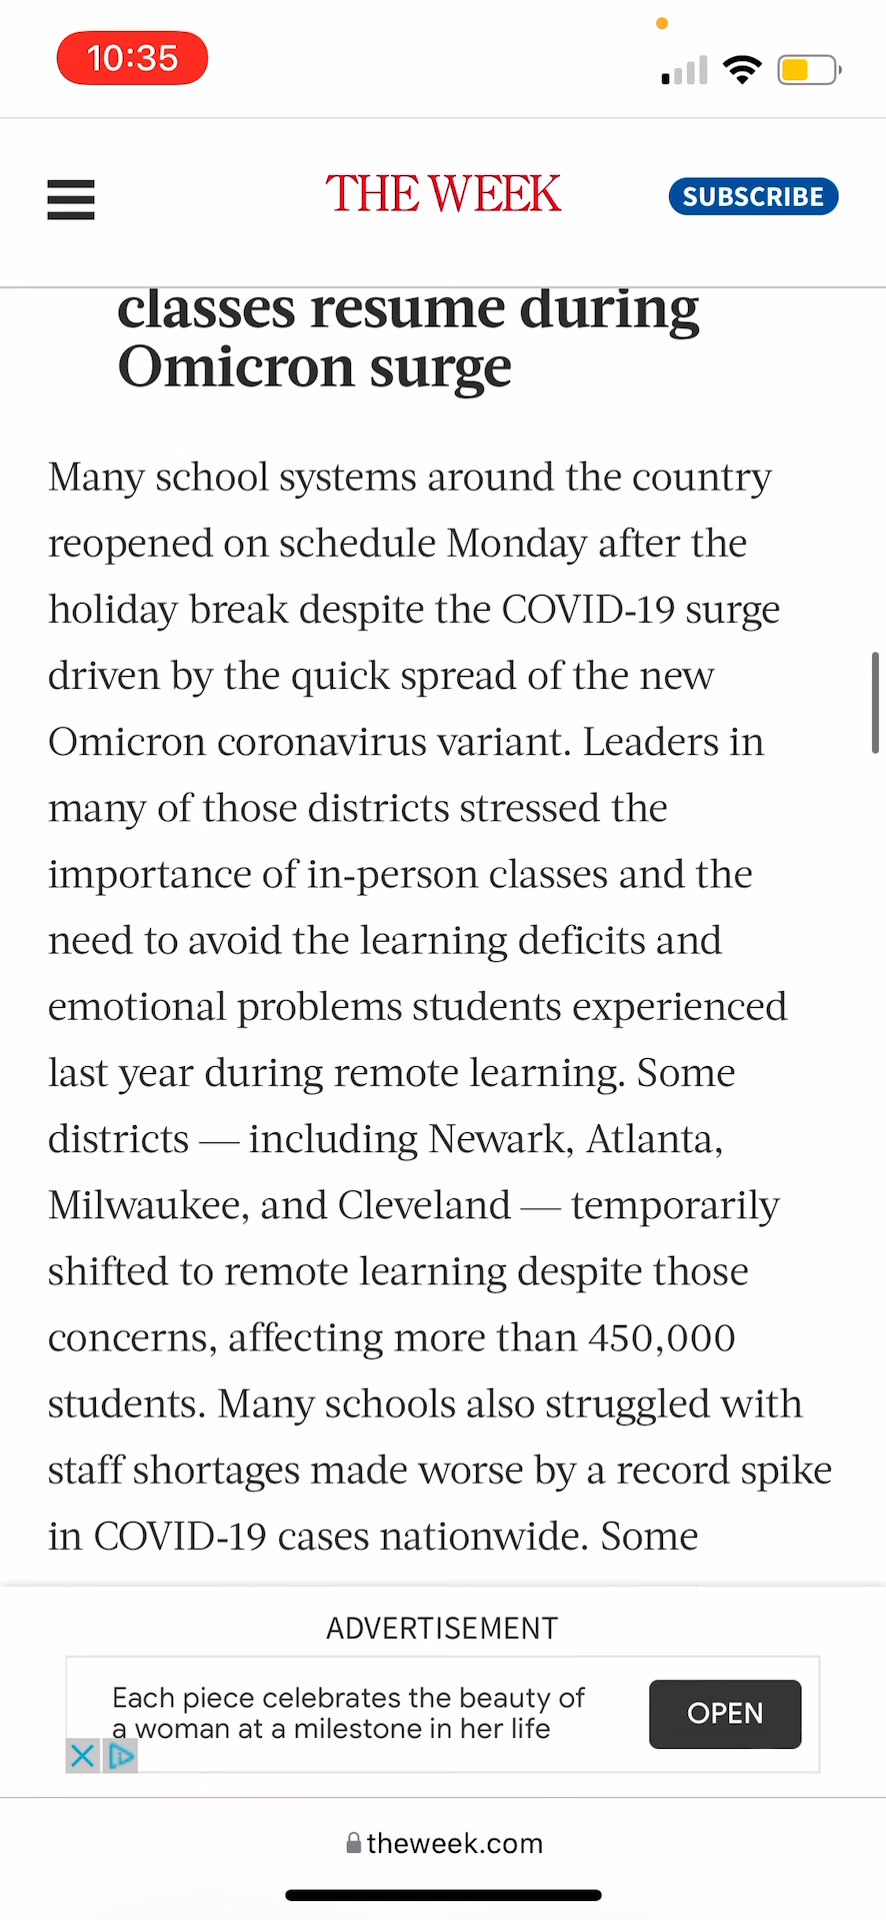 10:35
THE WEEK
SUBSCRIBE
classes resume during
Omicron surge
Many school systems around the country
reopened on schedule Monday after the
holiday break despite the COVID-19 surge
driven by the quick spread of the new
Omicron coronavirus variant. Leaders in
many of those districts stressed the
importance of in-person classes and the
need to avoid the learning deficits and
emotional problems students experienced
last year during remote learning. Some
districts — including Newark, Atlanta,
Milwaukee, and Cleveland — temporarily
shifted to remote learning despite those
concerns, affecting more than 450,000
students. Many schools also struggled with
staff shortages made worse by a record spike
in COVID-19 cases nationwide. Some
ADVERTISEMENT
Each piece celebrates the beauty of
a woman at a milestone in her life
OPEN
theweek.com